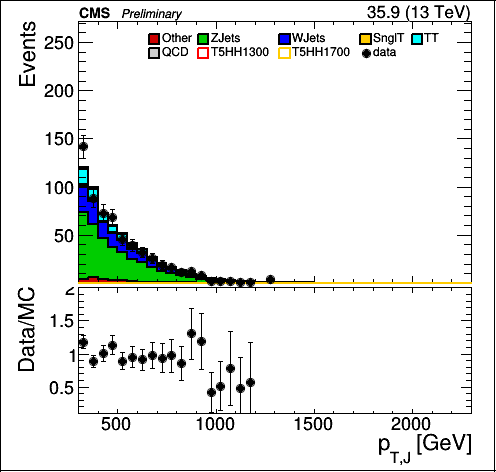 CMS Preliminary 35.9 (13 TeV)
Other ZJets WJets SnglT TT
QCD T5HH1300 T5HH1700 data
Events
250
200
150
100
50
Data/MC
2
1.5
1
0.5
500 1000 1500 2000
p_T,J [GeV]